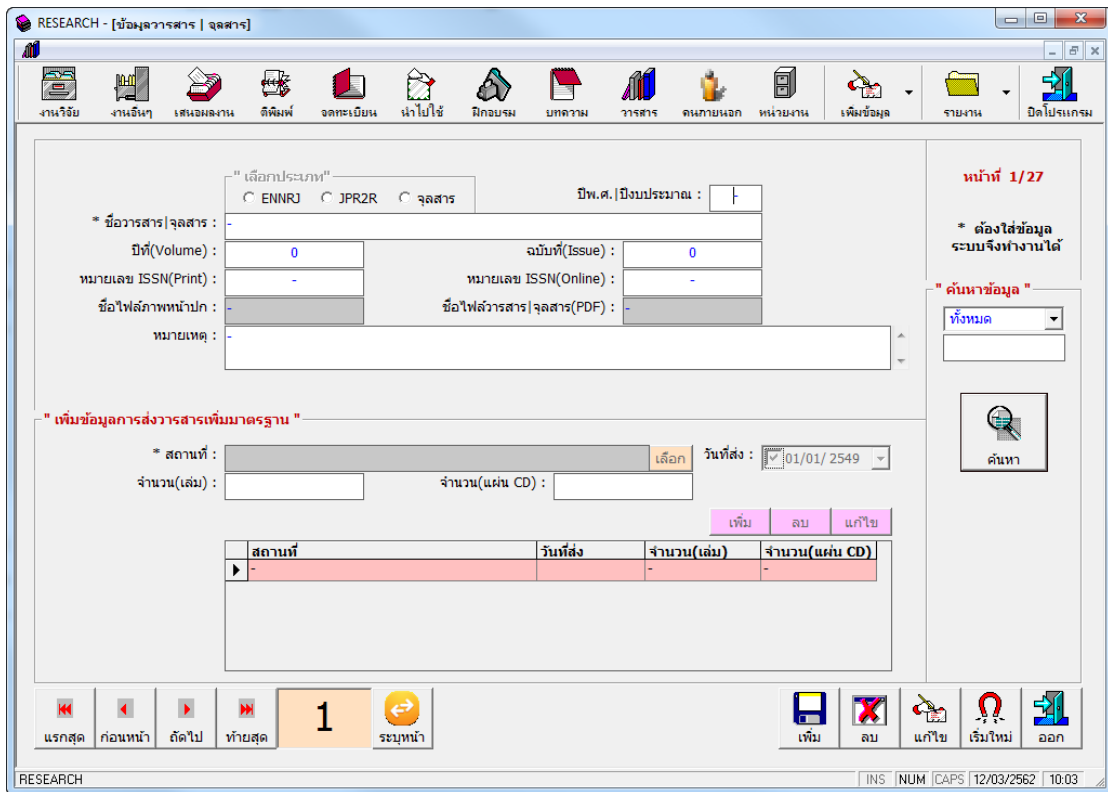 RESEARCH - [ข้อมูลวารสาร | จุลสาร]
งานวิจัย งานอื่นๆ เสนอผลงาน ตีพิมพ์ จดทะเบียน นำไปใช้ ฝึกอบรม บทความ วารสาร คนภายนอก หน่วยงาน เพิ่มข้อมูล รายงาน ปิดโปรแกรม
" เลือกประเภท"
ENNRJ JPR2R จุลสาร
ปีพ.ศ.|ปีงบประมาณ : -
* ชื่อวารสาร|จุลสาร : -
ปีที่(Volume) : 0 ฉบับที่(Issue) : 0
หมายเลข ISSN(Print) : - หมายเลข ISSN(Online) : -
ชื่อไฟล์ภาพหน้าปก : - ชื่อไฟล์วารสาร|จุลสาร(PDF) : -
หมายเหตุ : -
หน้าที่ 1/27
* ต้องใส่ข้อมูล
ระบบจึงทำงานได้
" ค้นหาข้อมูล "
ทั้งหมด
ค้นหา
" เพิ่มข้อมูลการส่งวารสารเพิ่มมาตรฐาน "
* สถานที่ : เลือก วันที่ส่ง : 01/01/ 2549
จำนวน(เล่ม) : จำนวน(แผ่น CD) :
เพิ่ม ลบ แก้ไข
สถานที่ วันที่ส่ง จำนวน(เล่ม) จำนวน(แผ่น CD)
- - -
แรกสุด ก่อนหน้า ถัดไป ท้ายสุด 1 ระบุหน้า เพิ่ม ลบ แก้ไข เริ่มใหม่ ออก
RESEARCH INS NUM CAPS 12/03/2562 10:03